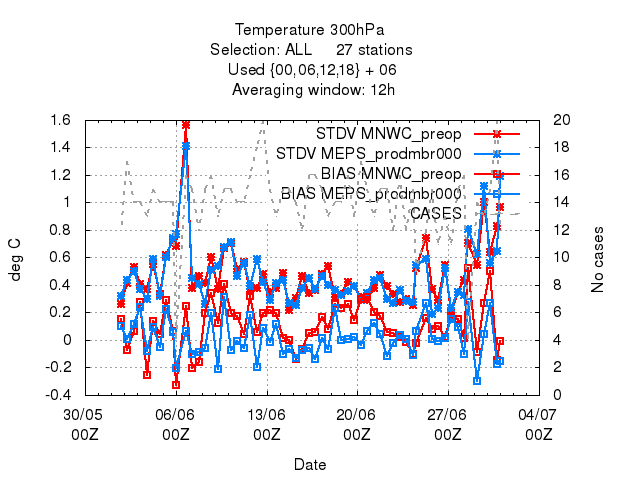 Temperature 300hPa
Selection: ALL 27 stations
Used {00,06,12,18} + 06
Averaging window: 12h
1.6
1.4
1.2
1
0.8
0.6
0.4
0.2
0
-0.2
-0.4
20
18
16
14
12
10
8
6
4
2
0
STDV MNWC_preop
STDV MEPS_prodmbr000
BIAS MNWC_preop
BIAS MEPS_prodmbr000
CASES
deg C
No cases
30/05 06/06 13/06 20/06 27/06 04/07
00Z 00Z 00Z 00Z 00Z 00Z
Date